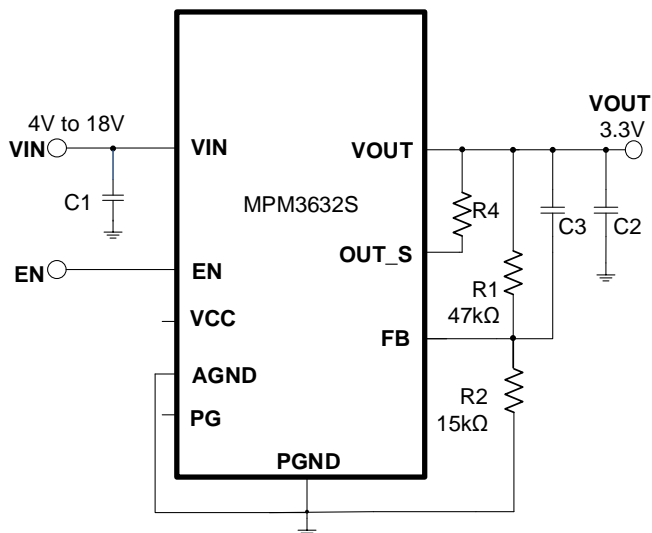 4V to 18V
VIN
VIN
C1
EN
EN
VCC
AGND
PG
PGND
MPM3632S
VOUT
OUT_S
FB
R4
R1
47kΩ
R2
15kΩ
C3
C2
VOUT
3.3V